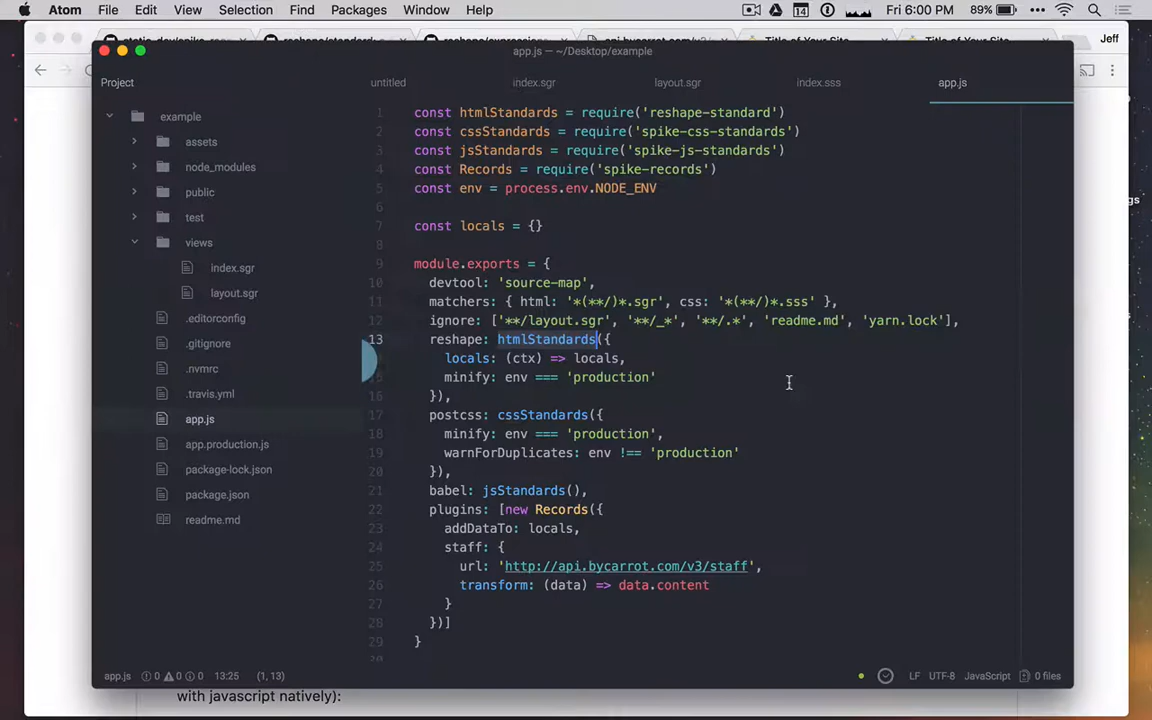 Atom File Edit View Selection Find Packages Window Help 14 Fri 6:00 PM 89%
Jeff
app.js — ~/Desktop/example
Project untitled index.sgr layout.sgr index.sss app.js
example
assets
node_modules
public
test
views
index.sgr
layout.sgr
.editorconfig
.gitignore
.nvmrc
.travis.yml
app.js
app.production.js
package-lock.json
package.json
readme.md
1 const htmlStandards = require('reshape-standard')
2 const cssStandards = require('spike-css-standards')
3 const jsStandards = require('spike-js-standards')
4 const Records = require('spike-records')
5 const env = process.env.NODE_ENV
6
7 const locals = {}
8
9 module.exports = {
10 devtool: 'source-map',
11 matchers: { html: '*(**/)*.sgr', css: '*(**/)*.sss' },
12 ignore: ['**/layout.sgr', '**/_*', '**/.*', 'readme.md', 'yarn.lock'],
13 reshape: htmlStandards({
locals: (ctx) => locals,
15 minify: env === 'production'
16 }),
17 postcss: cssStandards({
18 minify: env === 'production',
19 warnForDuplicates: env !== 'production'
20 }),
21 babel: jsStandards(),
22 plugins: [new Records({
23 addDataTo: locals,
24 staff: {
25 url: 'http://api.bycarrot.com/v3/staff',
26 transform: (data) => data.content
27 }
28 })]
29 }
app.js 0 0 0 13:25 (1, 13) LF UTF-8 JavaScript 0 files
with javascript natively):